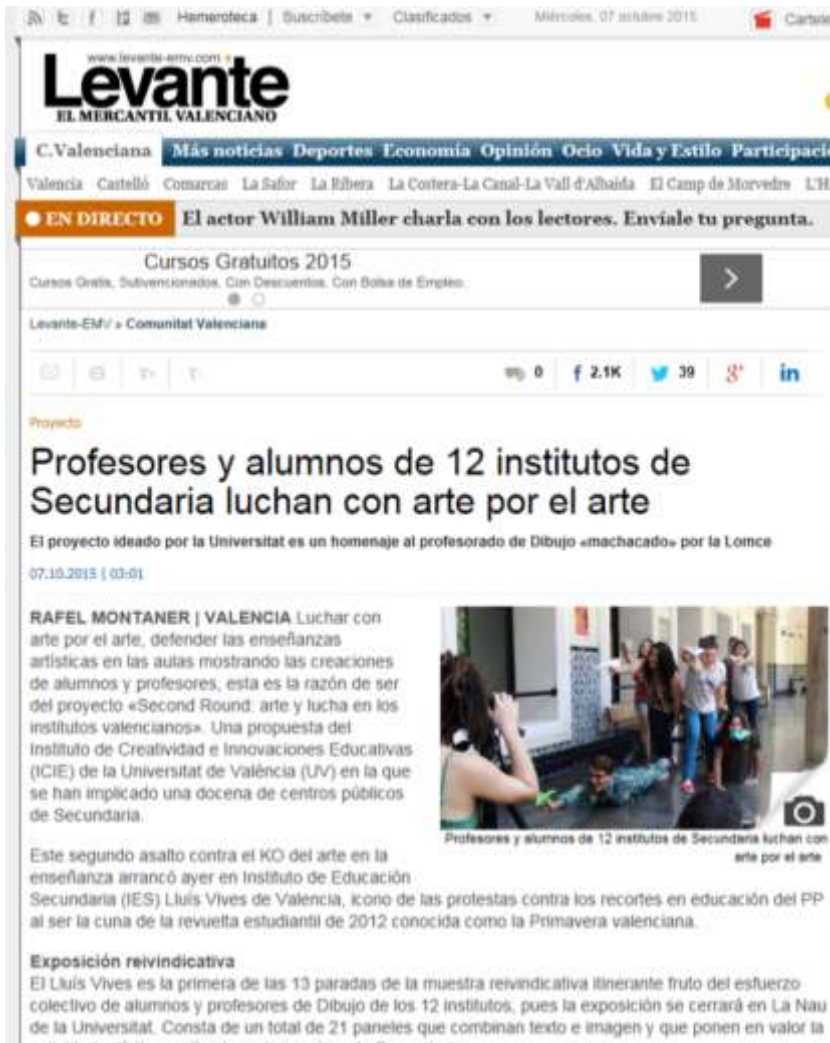 Hemeroteca | Suscríbete Clasificados Miércoles, 07 octubre 2015 Cartele
www.levante-emv.com
Levante
EL MERCANTIL VALENCIANO
C.Valenciana Más noticias Deportes Economía Opinión Ocio Vida y Estilo Participació
Valencia Castelló Comarcas La Safor La Ribera La Costera-La Canal-La Vall d'Albaida El Camp de Morvedre L'H
EN DIRECTO El actor William Miller charla con los lectores. Envíale tu pregunta.
Cursos Gratuitos 2015
Cursos Gratis, Subvencionados, Con Descuentos. Con Bolsa de Empleo.
Levante-EMV » Comunitat Valenciana
0 f 2.1K 39 g+ in
Proyecto
Profesores y alumnos de 12 institutos de
Secundaria luchan con arte por el arte
El proyecto ideado por la Universitat es un homenaje al profesorado de Dibujo «machacado» por la Lomce
07.10.2015 | 03:01
RAFEL MONTANER | VALENCIA Luchar con
arte por el arte, defender las enseñanzas
artísticas en las aulas mostrando las creaciones
de alumnos y profesores, esta es la razón de ser
del proyecto «Second Round: arte y lucha en los
institutos valencianos». Una propuesta del
Instituto de Creatividad e Innovaciones Educativas
(ICIE) de la Universitat de València (UV) en la que
se han implicado una docena de centros públicos
de Secundaria.
Profesores y alumnos de 12 institutos de Secundaria luchan con
arte por el arte
Este segundo asalto contra el KO del arte en la
enseñanza arrancó ayer en Instituto de Educación
Secundaria (IES) Lluís Vives de Valencia, icono de las protestas contra los recortes en educación del PP
al ser la cuna de la revuelta estudiantil de 2012 conocida como la Primavera valenciana.
Exposición reivindicativa
El Lluís Vives es la primera de las 13 paradas de la muestra reivindicativa itinerante fruto del esfuerzo
colectivo de alumnos y profesores de Dibujo de los 12 institutos, pues la exposición se cerrará en La Nau
de la Universitat. Consta de un total de 21 paneles que combinan texto e imagen y que ponen en valor la